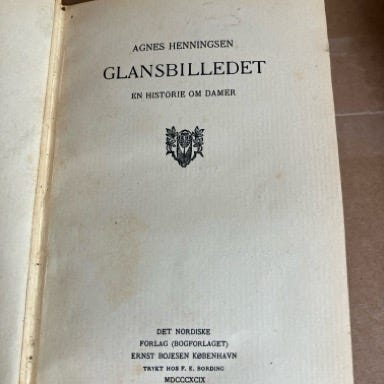 AGNES HENNINGSEN
GLANSBILLEDET
EN HISTORIE OM DAMER
DET NORDISKE
FORLAG (BOGFORLAGET)
ERNST BOJESEN KØBENHAVN
TRYKT HOS F. E. BORDING
MDCCCXCIX